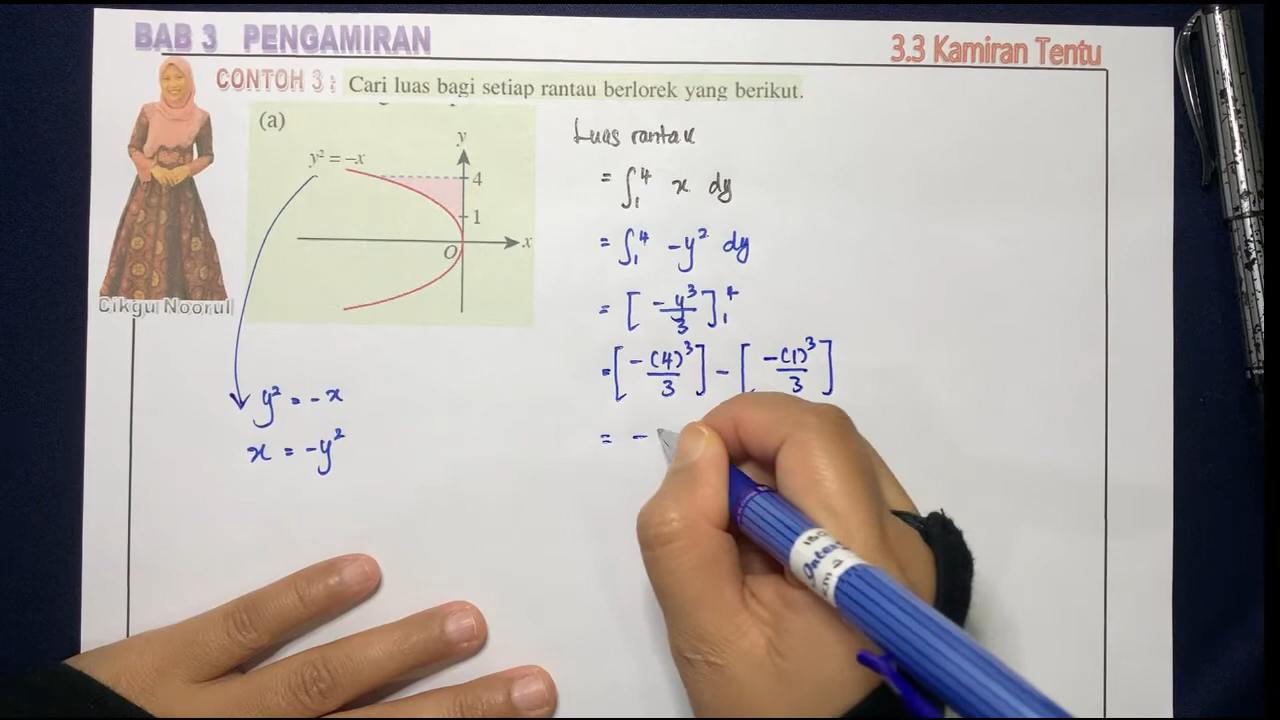 BAB 3 PENGAMIRAN
3.3 Kamiran Tentu
CONTOH 3 : Cari luas bagi setiap rantau berlorek yang berikut.
(a)
y² = –x
y
4
1
O
x
Cikgu Noorul
y² = -x
x = -y²
Luas rantau
= ∫₁⁴ x dy
= ∫₁⁴ -y² dy
= [ -y³/3 ]₁⁴
= [ -(4)³/3 ] - [ -(1)³/3 ]
= -